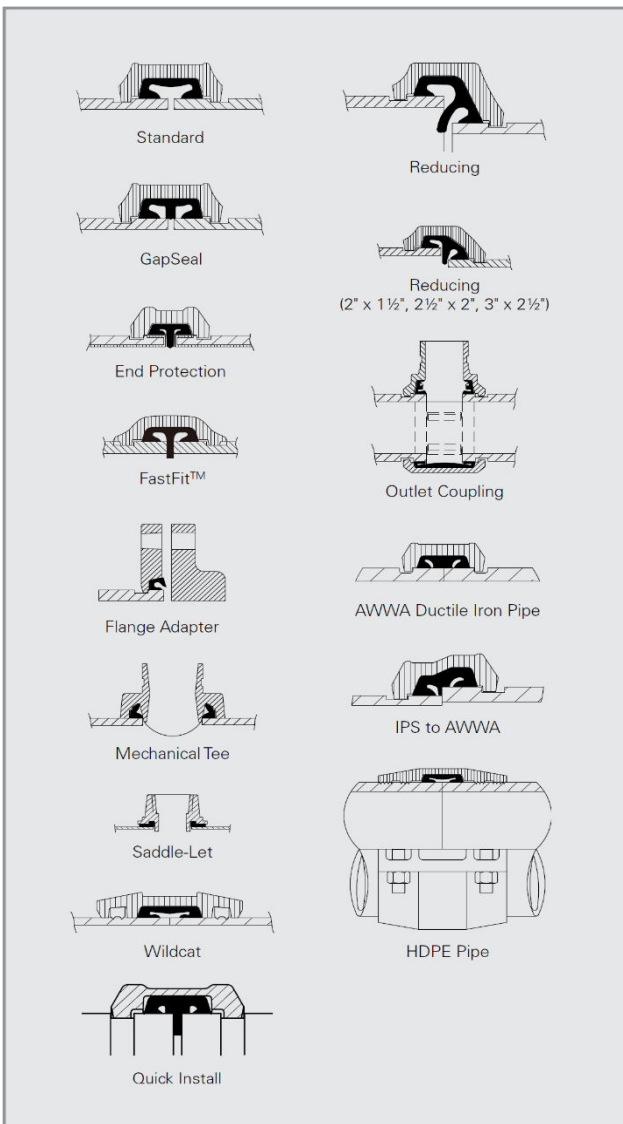 Standard
GapSeal
End Protection
FastFit™
Flange Adapter
Mechanical Tee
Saddle-Let
Wildcat
Quick Install
Reducing
Reducing
(2" x 1½", 2½" x 2", 3" x 2½")
Outlet Coupling
AWWA Ductile Iron Pipe
IPS to AWWA
HDPE Pipe